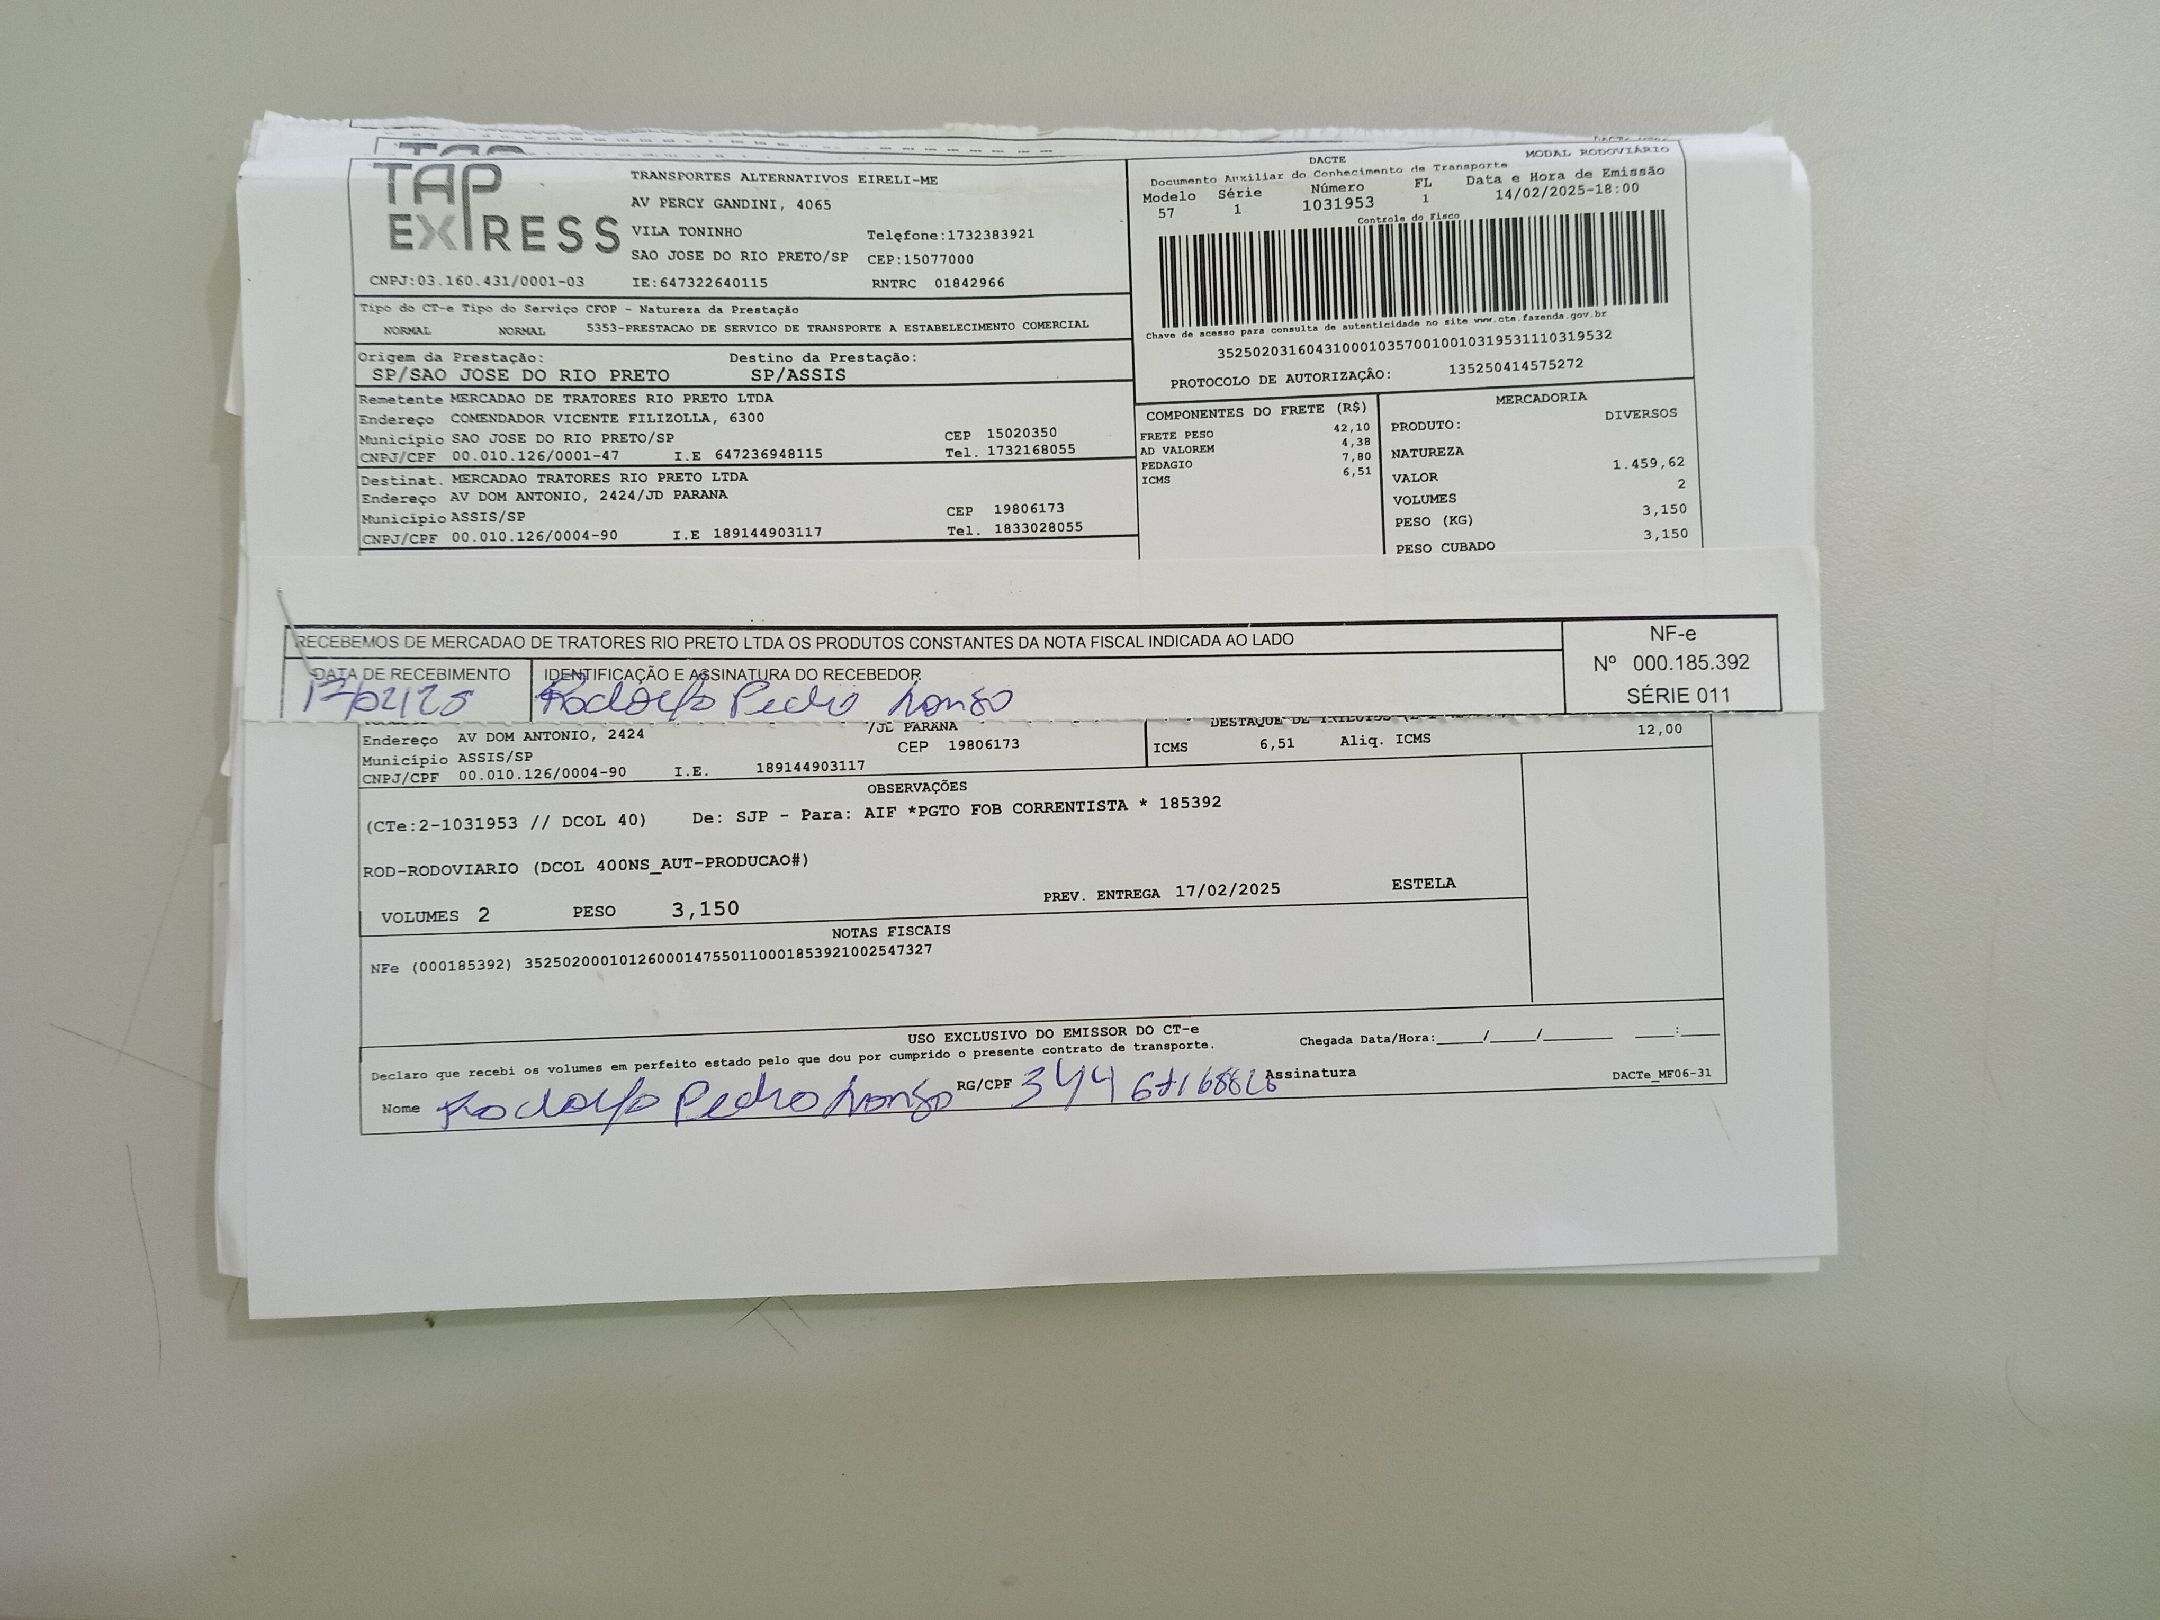 TAP
EXPRESS
TRANSPORTES ALTERNATIVOS EIRELI-ME
AV PERCY GANDINI, 4065
VILA TONINHO Telefone:1732383921
SAO JOSE DO RIO PRETO/SP CEP:15077000
CNPJ:03.160.431/0001-03 IE:647322640115 RNTRC 01842966
DACTE MODAL RODOVIÁRIO
Documento Auxiliar do Conhecimento de Transporte
Modelo Série Número FL Data e Hora de Emissão
57 1 1031953 1 14/02/2025-18:00
Controle do Fisco
Chave de acesso para consulta de autenticidade no site www.cte.fazenda.gov.br
35250203160431000103570010010319531110319532
PROTOCOLO DE AUTORIZAÇÃO: 135250414575272
Tipo do CT-e Tipo do Serviço CFOP - Natureza da Prestação
NORMAL NORMAL 5353-PRESTACAO DE SERVICO DE TRANSPORTE A ESTABELECIMENTO COMERCIAL
Origem da Prestação: Destino da Prestação:
SP/SAO JOSE DO RIO PRETO SP/ASSIS
Remetente MERCADAO DE TRATORES RIO PRETO LTDA
Endereço COMENDADOR VICENTE FILIZOLLA, 6300
Município SAO JOSE DO RIO PRETO/SP CEP 15020350
CNPJ/CPF 00.010.126/0001-47 I.E 647236948115 Tel. 1732168055
Destinat. MERCADAO TRATORES RIO PRETO LTDA
Endereço AV DOM ANTONIO, 2424/JD PARANA
Município ASSIS/SP CEP 19806173
CNPJ/CPF 00.010.126/0004-90 I.E 189144903117 Tel. 1833028055
COMPONENTES DO FRETE (R$)
FRETE PESO 42,10
AD VALOREM 4,38
PEDAGIO 7,80
ICMS 6,51
MERCADORIA
PRODUTO: DIVERSOS
NATUREZA
VALOR 1.459,62
VOLUMES 2
PESO (KG) 3,150
PESO CUBADO 3,150
RECEBEMOS DE MERCADAO DE TRATORES RIO PRETO LTDA OS PRODUTOS CONSTANTES DA NOTA FISCAL INDICADA AO LADO
DATA DE RECEBIMENTO IDENTIFICAÇÃO E ASSINATURA DO RECEBEDOR
17/02/25 Rodolfo Pedro Longo
NF-e
Nº 000.185.392
SÉRIE 011
Endereço AV DOM ANTONIO, 2424 /JD PARANA
Município ASSIS/SP CEP 19806173
CNPJ/CPF 00.010.126/0004-90 I.E. 189144903117
DESTAQUE DE
ICMS 6,51 Aliq. ICMS 12,00
OBSERVAÇÕES
(CTe:2-1031953 // DCOL 40) De: SJP - Para: AIF *PGTO FOB CORRENTISTA * 185392
ROD-RODOVIARIO (DCOL 400NS_AUT-PRODUCAO#)
VOLUMES 2 PESO 3,150 PREV. ENTREGA 17/02/2025 ESTELA
NOTAS FISCAIS
NFe (000185392) 35250200010126000147550110001853921002547327
USO EXCLUSIVO DO EMISSOR DO CT-e
Declaro que recebi os volumes em perfeito estado pelo que dou por cumprido o presente contrato de transporte. Chegada Data/Hora:_____/_____/________ ____:____
Nome Rodolfo Pedro Longo RG/CPF Assinatura DACTe_MF06-31